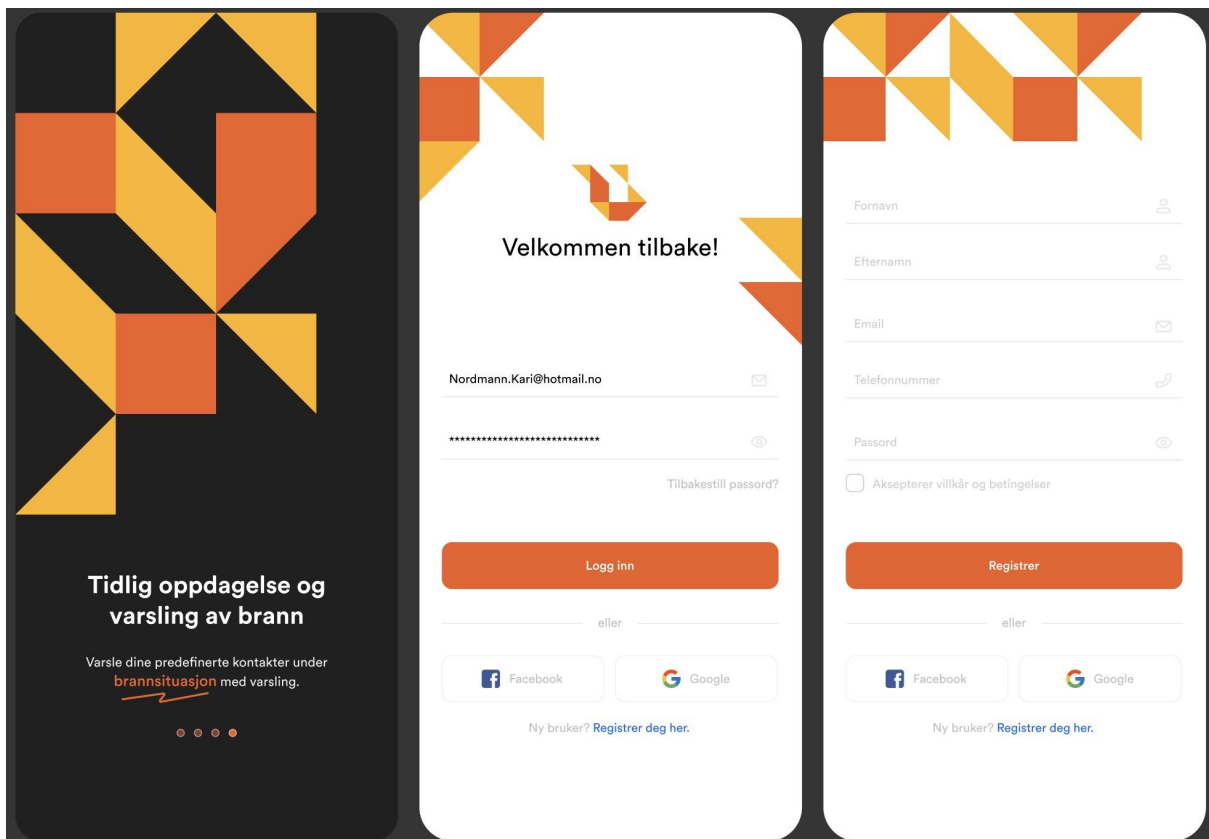 Tidlig oppdagelse og
varsling av brann
Varsle dine predefinerte kontakter under
brannsituasjon med varsling.
Velkommen tilbake!
Nordmann.Kari@hotmail.no
****************************
Tilbakestill passord?
Logg inn
eller
Facebook
Google
Ny bruker? Registrer deg her.
Fornavn
Efternamn
Email
Telefonnummer
Passord
Aksepterer villkår og betingelser
Registrer
eller
Facebook
Google
Ny bruker? Registrer deg her.